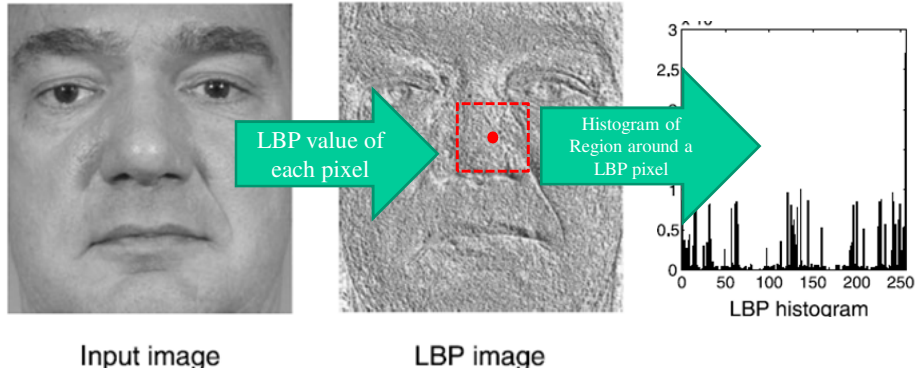 LBP value of
each pixel
Histogram of
Region around a
LBP pixel
3
2.5
0.5
0
0 50 100 150 200 250
LBP histogram
Input image
LBP image